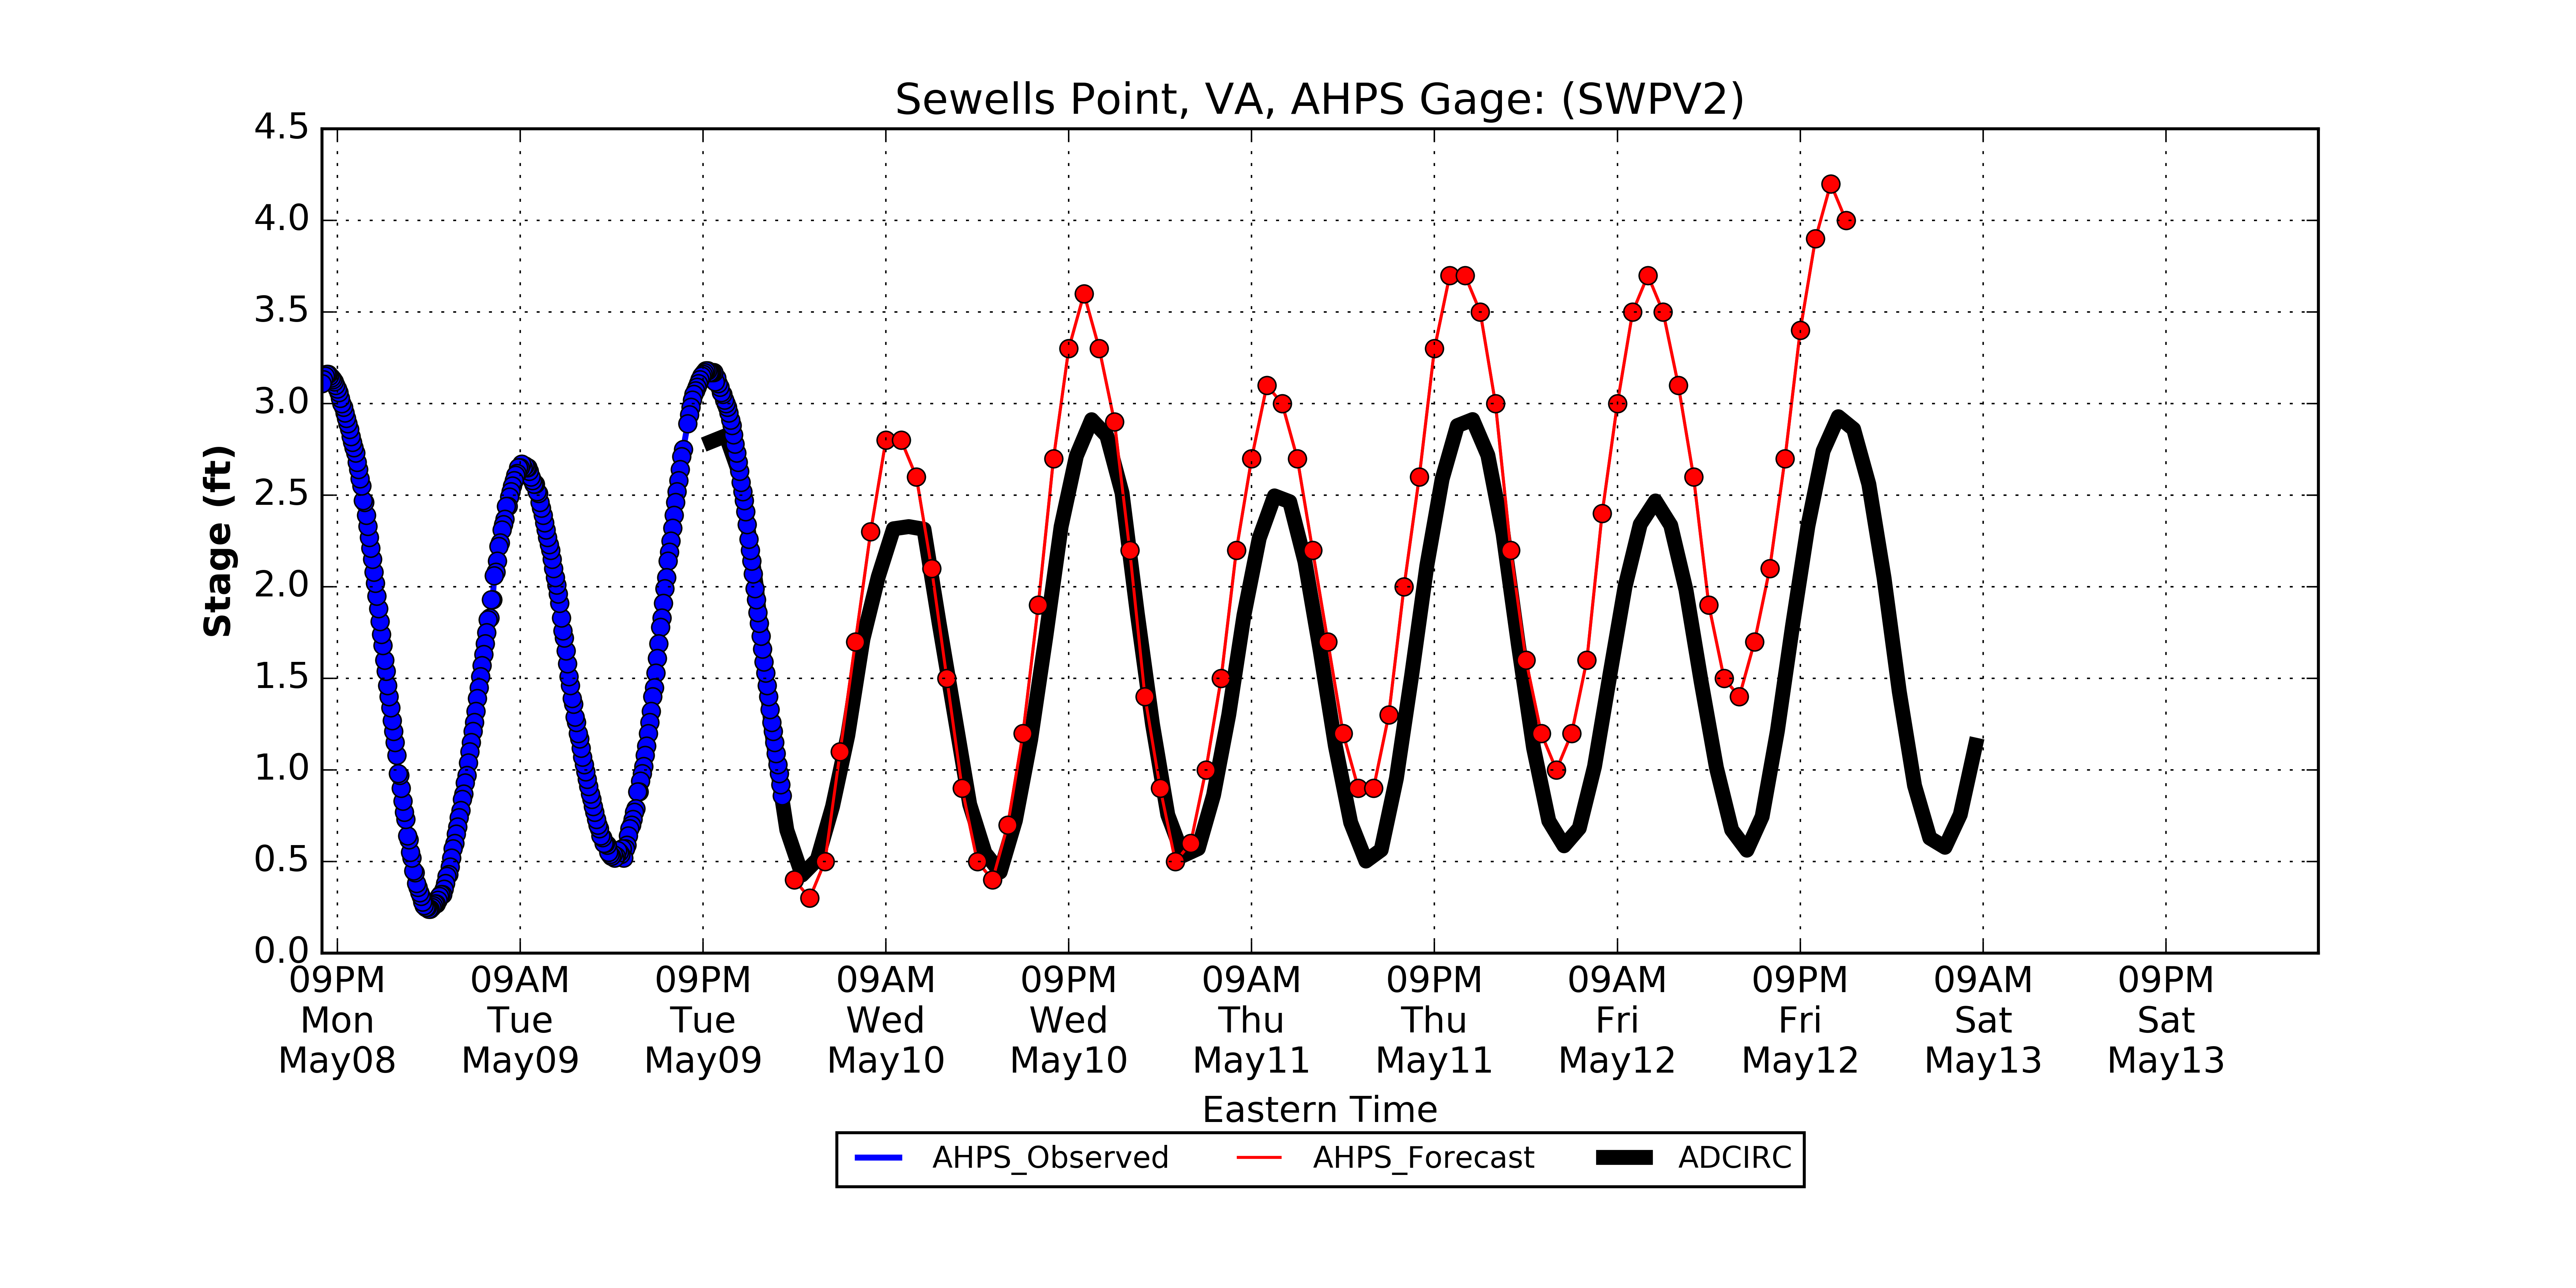 Sewells Point, VA, AHPS Gage: (SWPV2)
4.5
4.0
3.5
3.0
2.5
2.0
1.5
1.0
0.5
0.0
Stage (ft)
09PM 09AM 09PM 09AM 09PM 09AM 09PM 09AM 09PM 09AM 09PM
Mon Tue Tue Wed Wed Thu Thu Fri Fri Sat Sat
May08 May09 May09 May10 May10 May11 May11 May12 May12 May13 May13
Eastern Time
AHPS_Observed AHPS_Forecast ADCIRC